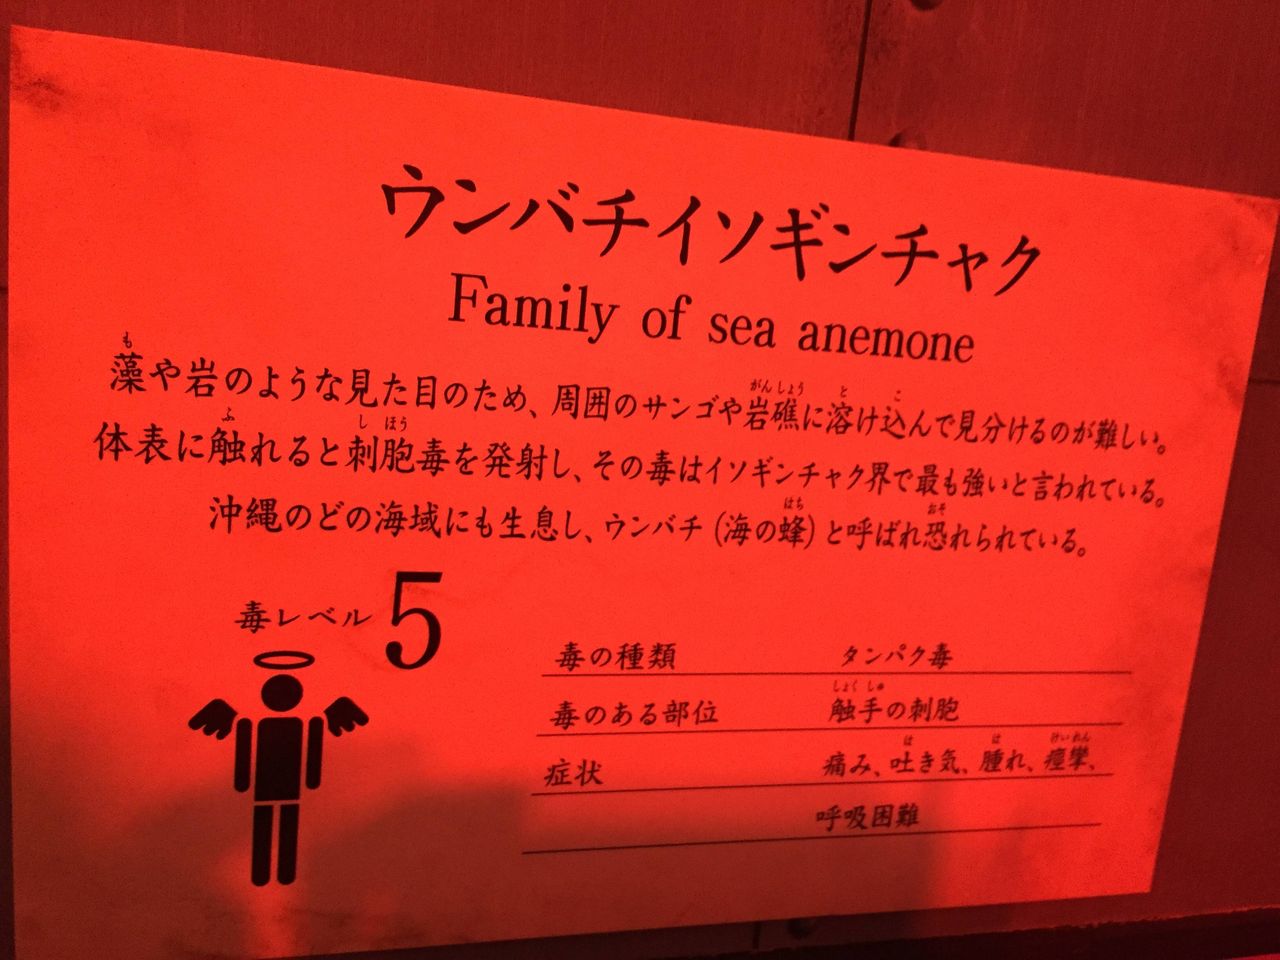 ウンバチイソギンチャク
Family of sea anemone
藻や岩のような見た目のため、周囲のサンゴや岩礁に溶け込んで見分けるのが難しい。
体表に触れると刺胞毒を発射し、その毒はイソギンチャク界で最も強いと言われている。
沖縄のどの海域にも生息し、ウンバチ（海の蜂）と呼ばれ恐れられている。
毒レベル 5
毒の種類 タンパク毒
毒のある部位 触手の刺胞
症状 痛み、吐き気、腫れ、痙攣、
呼吸困難